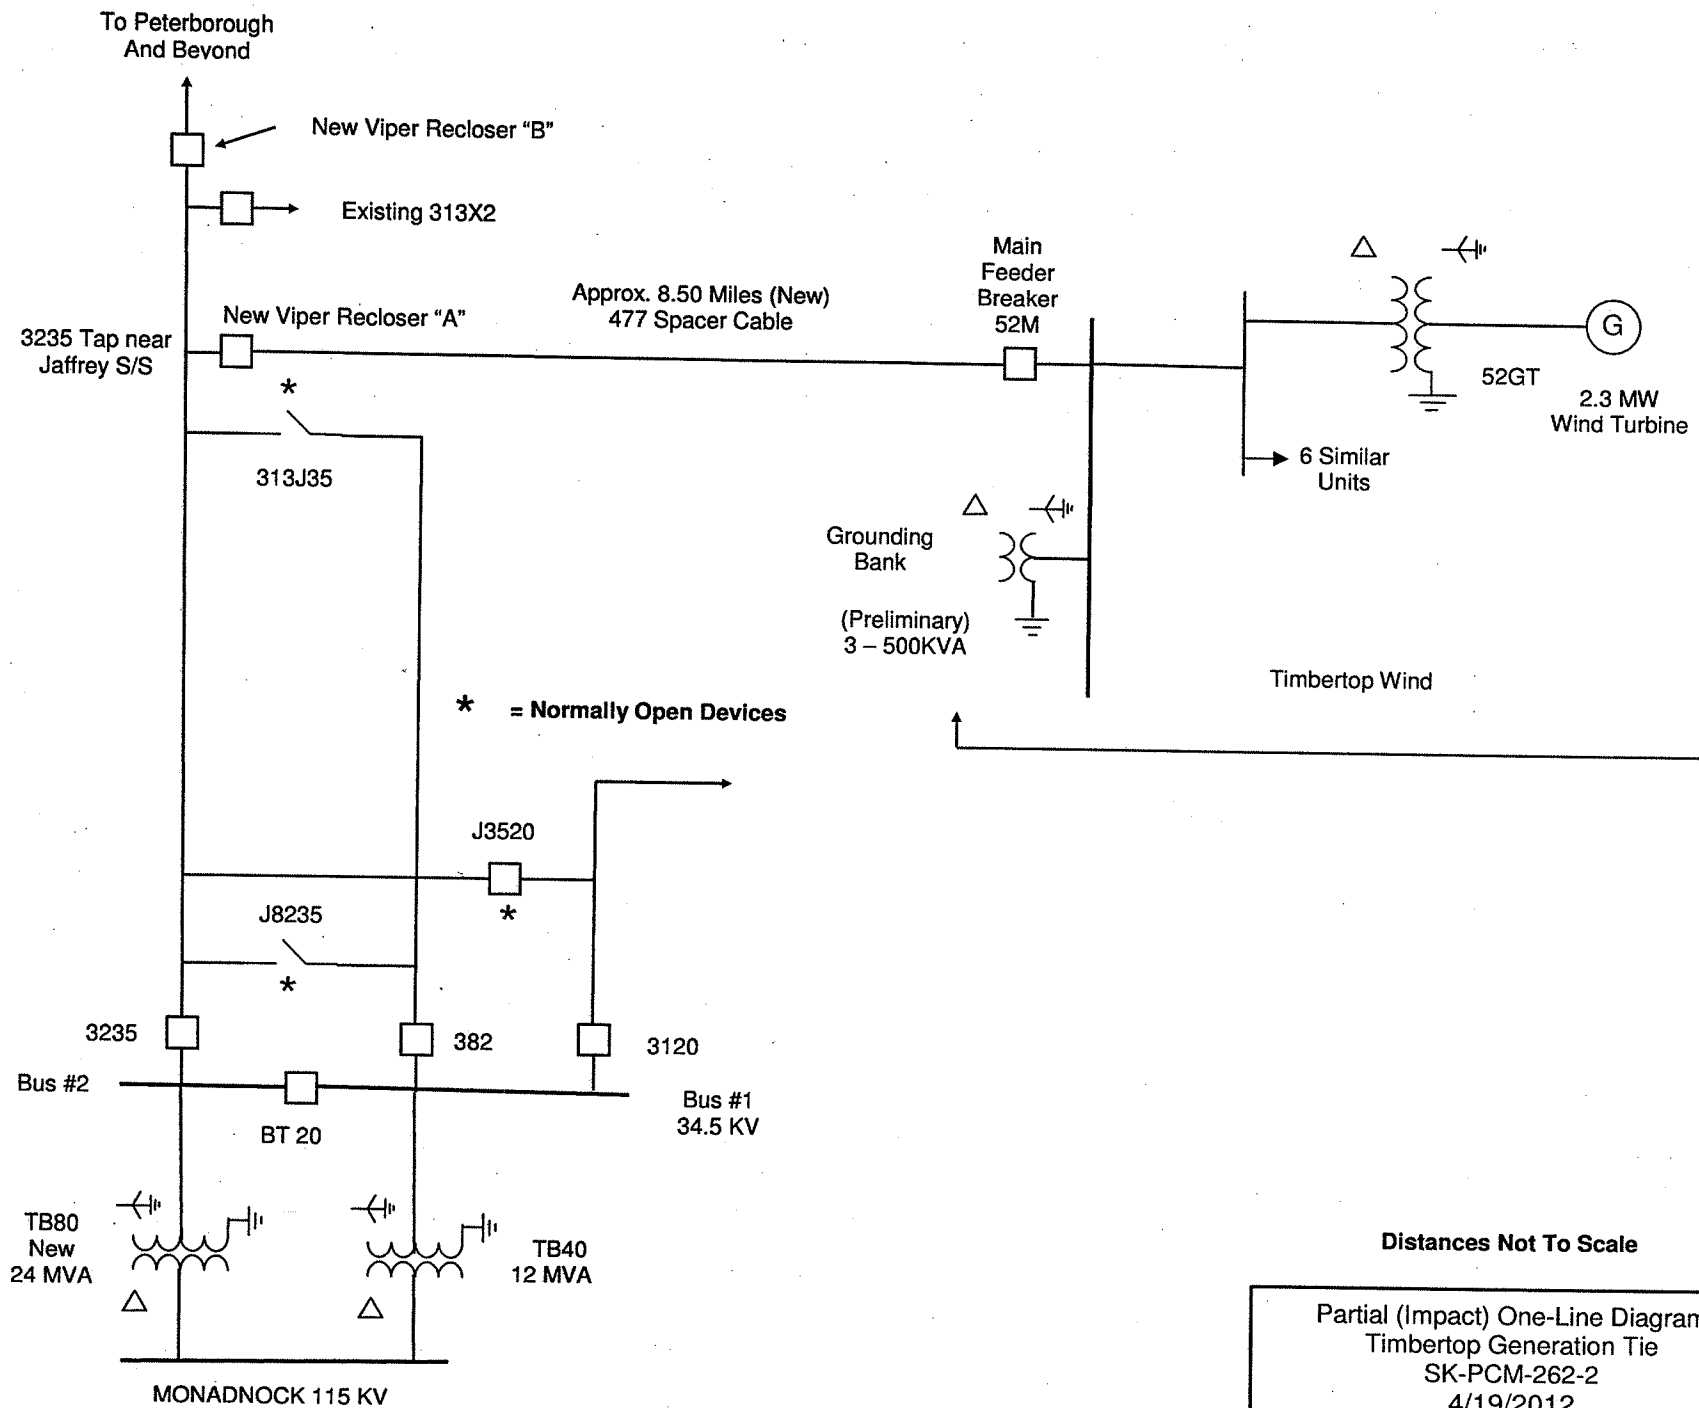 To Peterborough
And Beyond
New Viper Recloser “B”
Existing 313X2
New Viper Recloser “A”
3235 Tap near
Jaffrey S/S
*
313J35
Approx. 8.50 Miles (New)
477 Spacer Cable
Main
Feeder
Breaker
52M
G
52GT
2.3 MW
Wind Turbine
6 Similar
Units
Grounding
Bank
(Preliminary)
3 – 500KVA
Timbertop Wind
* = Normally Open Devices
J3520
*
J8235
*
3235
382
3120
Bus #2
BT 20
Bus #1
34.5 KV
TB80
New
24 MVA
TB40
12 MVA
MONADNOCK 115 KV
Distances Not To Scale
Partial (Impact) One-Line Diagram
Timbertop Generation Tie
SK-PCM-262-2
4/19/2012